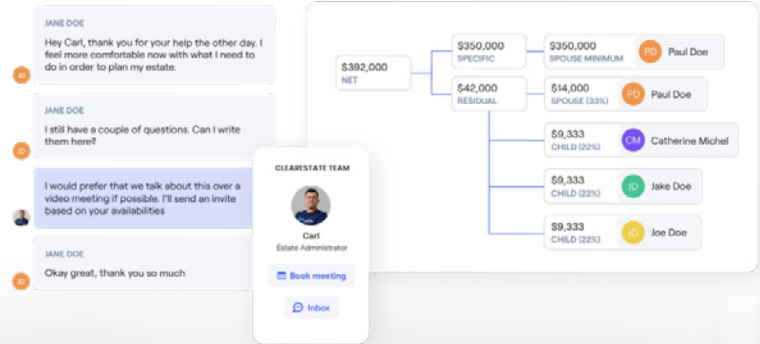 JANE DOE
Hey Carl, thank you for your help the other day. I
feel more comfortable now with what I need to
do in order to plan my estate.
JD
JANE DOE
I still have a couple of questions. Can I write
them here?
JD
I would prefer that we talk about this over a
video meeting if possible. I'll send an invite
based on your availabilities
JANE DOE
Okay great, thank you so much
JD
CLEARESTATE TEAM
Carl
Estate Administrator
Book meeting
Inbox
$392,000
NET
$350,000
SPECIFIC
$350,000
SPOUSE MINIMUM
PD
Paul Doe
$42,000
RESIDUAL
$14,000
SPOUSE (33%)
PD
Paul Doe
$9,333
CHILD (22%)
CM
Catherine Michel
$9,333
CHILD (22%)
JD
Jake Doe
$9,333
CHILD (22%)
JD
Joe Doe